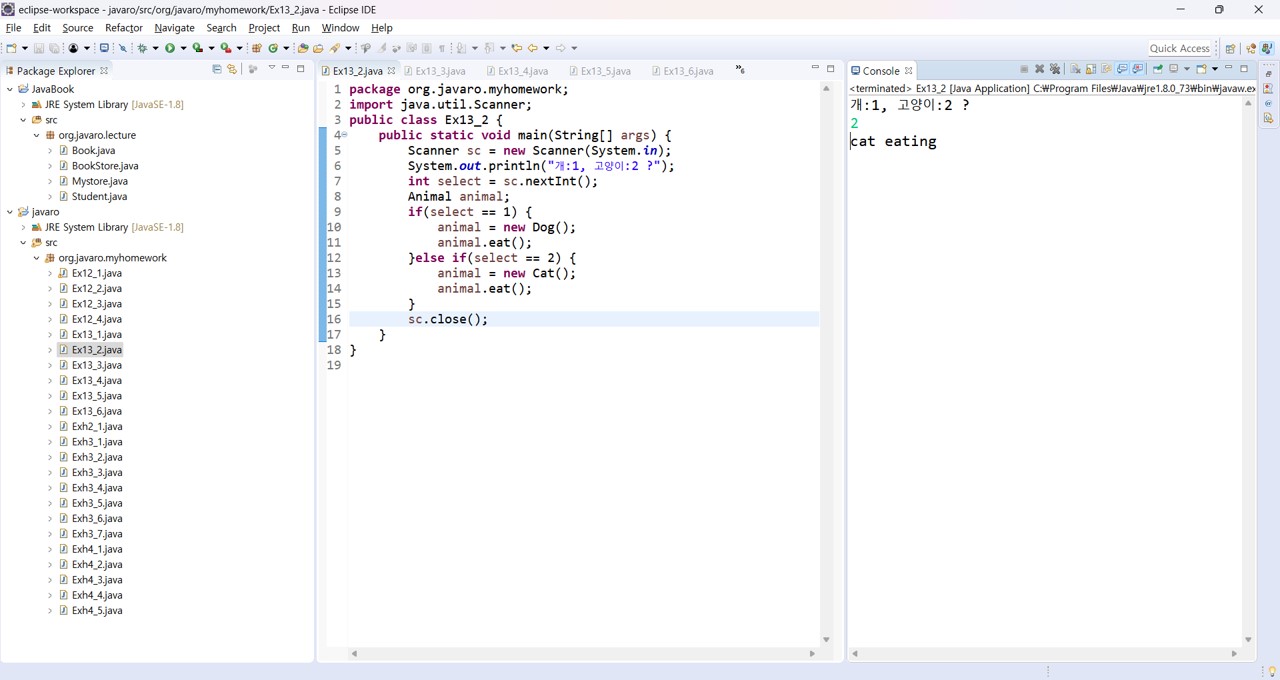 eclipse-workspace - javaro/src/org/javaro/myhomework/Ex13_2.java - Eclipse IDE
File Edit Source Refactor Navigate Search Project Run Window Help
Quick Access
Package Explorer
JavaBook
JRE System Library [JavaSE-1.8]
src
org.javaro.lecture
Book.java
BookStore.java
Mystore.java
Student.java
javaro
JRE System Library [JavaSE-1.8]
src
org.javaro.myhomework
Ex12_1.java
Ex12_2.java
Ex12_3.java
Ex12_4.java
Ex13_1.java
Ex13_2.java
Ex13_3.java
Ex13_4.java
Ex13_5.java
Ex13_6.java
Exh2_1.java
Exh3_1.java
Exh3_2.java
Exh3_3.java
Exh3_4.java
Exh3_5.java
Exh3_6.java
Exh3_7.java
Exh4_1.java
Exh4_2.java
Exh4_3.java
Exh4_4.java
Exh4_5.java
Ex13_2.java Ex13_3.java Ex13_4.java Ex13_5.java Ex13_6.java »6
1 package org.javaro.myhomework;
2 import java.util.Scanner;
3 public class Ex13_2 {
4     public static void main(String[] args) {
5         Scanner sc = new Scanner(System.in);
6         System.out.println("개:1, 고양이:2 ?");
7         int select = sc.nextInt();
8         Animal animal;
9         if(select == 1) {
10             animal = new Dog();
11             animal.eat();
12         }else if(select == 2) {
13             animal = new Cat();
14             animal.eat();
15         }
16         sc.close();
17     }
18 }
19
Console
<terminated> Ex13_2 [Java Application] C:₩Program Files₩Java₩jre1.8.0_73₩bin₩javaw.ex
개:1, 고양이:2 ?
2
cat eating